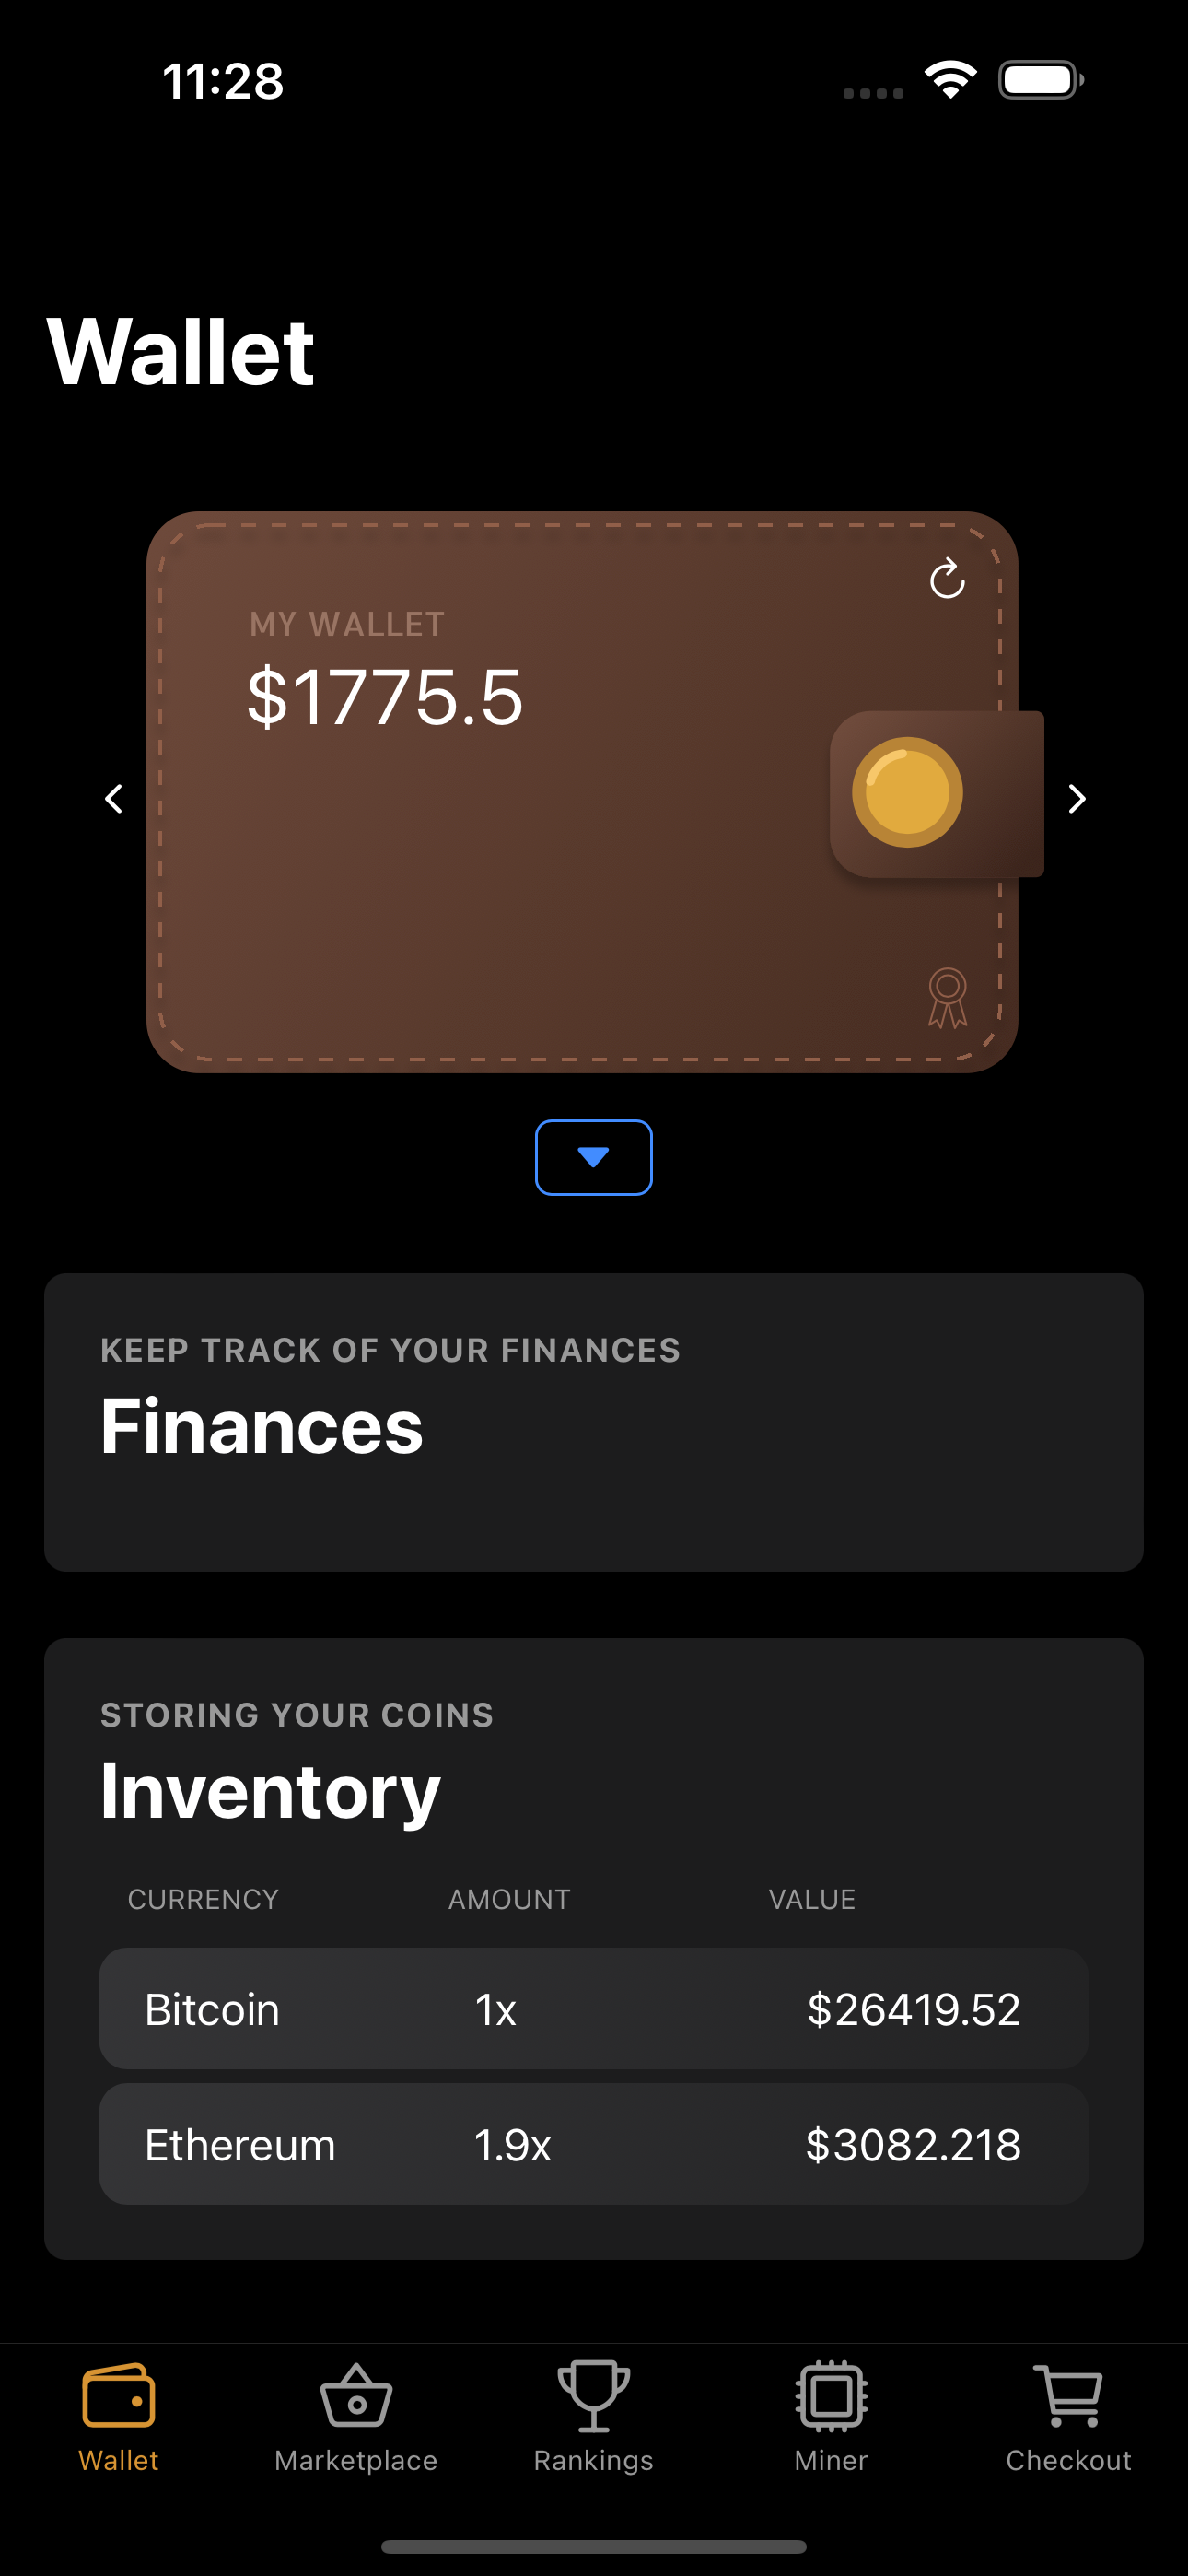 11:28
Wallet
MY WALLET
$1775.5
KEEP TRACK OF YOUR FINANCES
Finances
STORING YOUR COINS
Inventory
CURRENCY AMOUNT VALUE
Bitcoin 1x $26419.52
Ethereum 1.9x $3082.218
Wallet Marketplace Rankings Miner Checkout